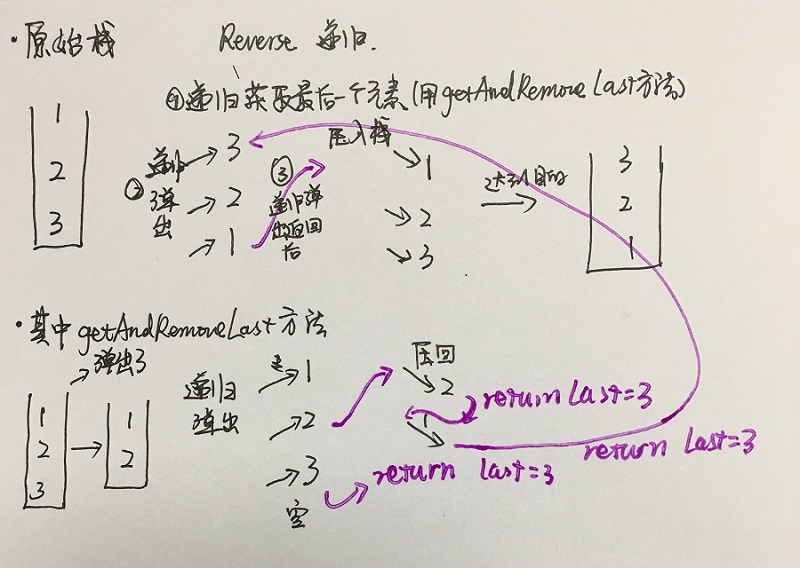 ·原始栈
Reverse 递归.
①递归获取最后一个元素(用getAndRemove Last方法)
1
2
3
②
递归
弹
出
3
2
1
③
递归弹
出返回
后
压入栈
1
2
3
达到目的
3
2
1
·其中getAndRemoveLast方法
弹出3
1
2
3
1
2
递归
弹出
1
2
3
空
压回
2
1
return Last=3
return Last=3
return Last=3